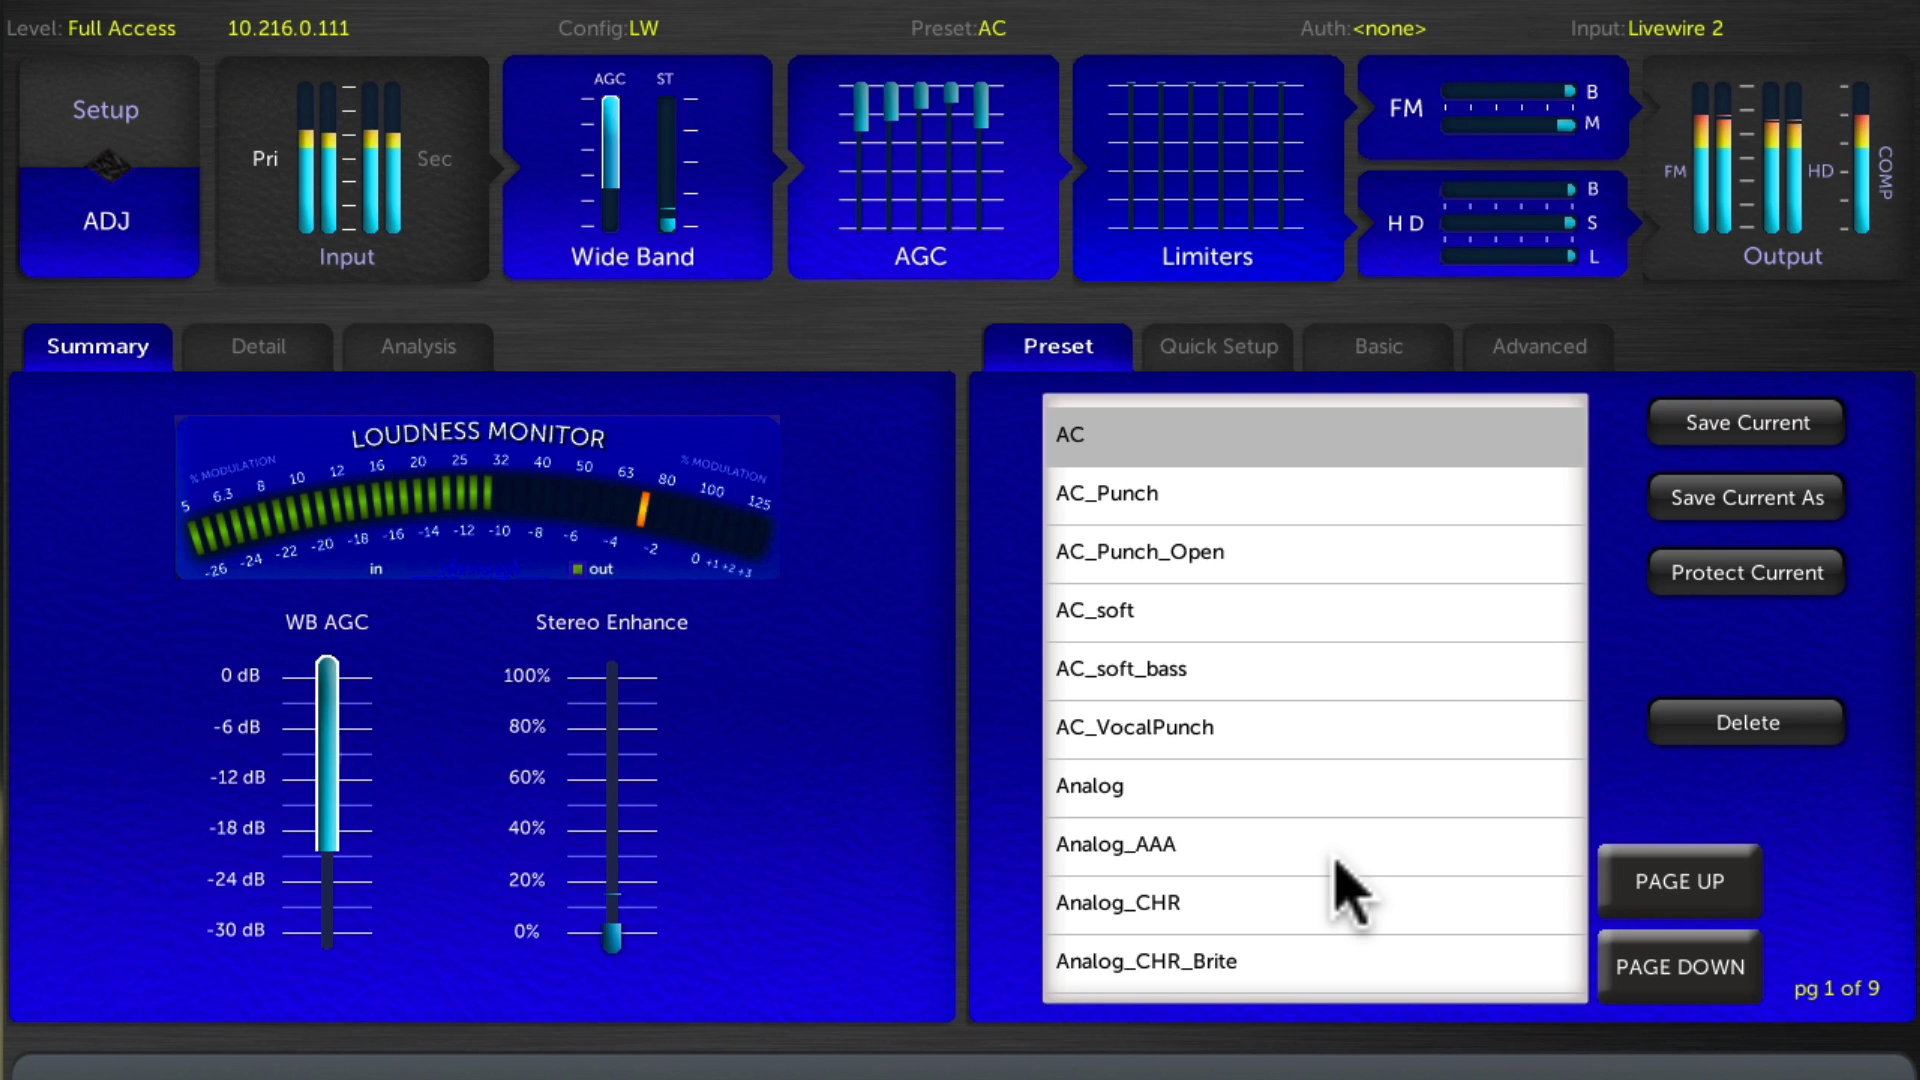 Level: Full Access 10.216.0.111 Config:LW Preset:AC Auth:<none> Input:Livewire 2
Setup
ADJ
Pri
Sec
Input
AGC ST
Wide Band
AGC
Limiters
FM
B
M
H D
B
S
L
FM
HD
COMP
Output
Summary Detail Analysis
LOUDNESS MONITOR
% MODULATION % MODULATION
5 6.3 8 10 12 16 20 25 32 40 50 63 80 100 125
-26 -24 -22 -20 -18 -16 -14 -12 -10 -8 -6 -4 -2 0 +1 +2 +3
in out
WB AGC
0 dB
-6 dB
-12 dB
-18 dB
-24 dB
-30 dB
Stereo Enhance
100%
80%
60%
40%
20%
0%
Preset Quick Setup Basic Advanced
AC
AC_Punch
AC_Punch_Open
AC_soft
AC_soft_bass
AC_VocalPunch
Analog
Analog_AAA
Analog_CHR
Analog_CHR_Brite
Save Current
Save Current As
Protect Current
Delete
PAGE UP
PAGE DOWN
pg 1 of 9